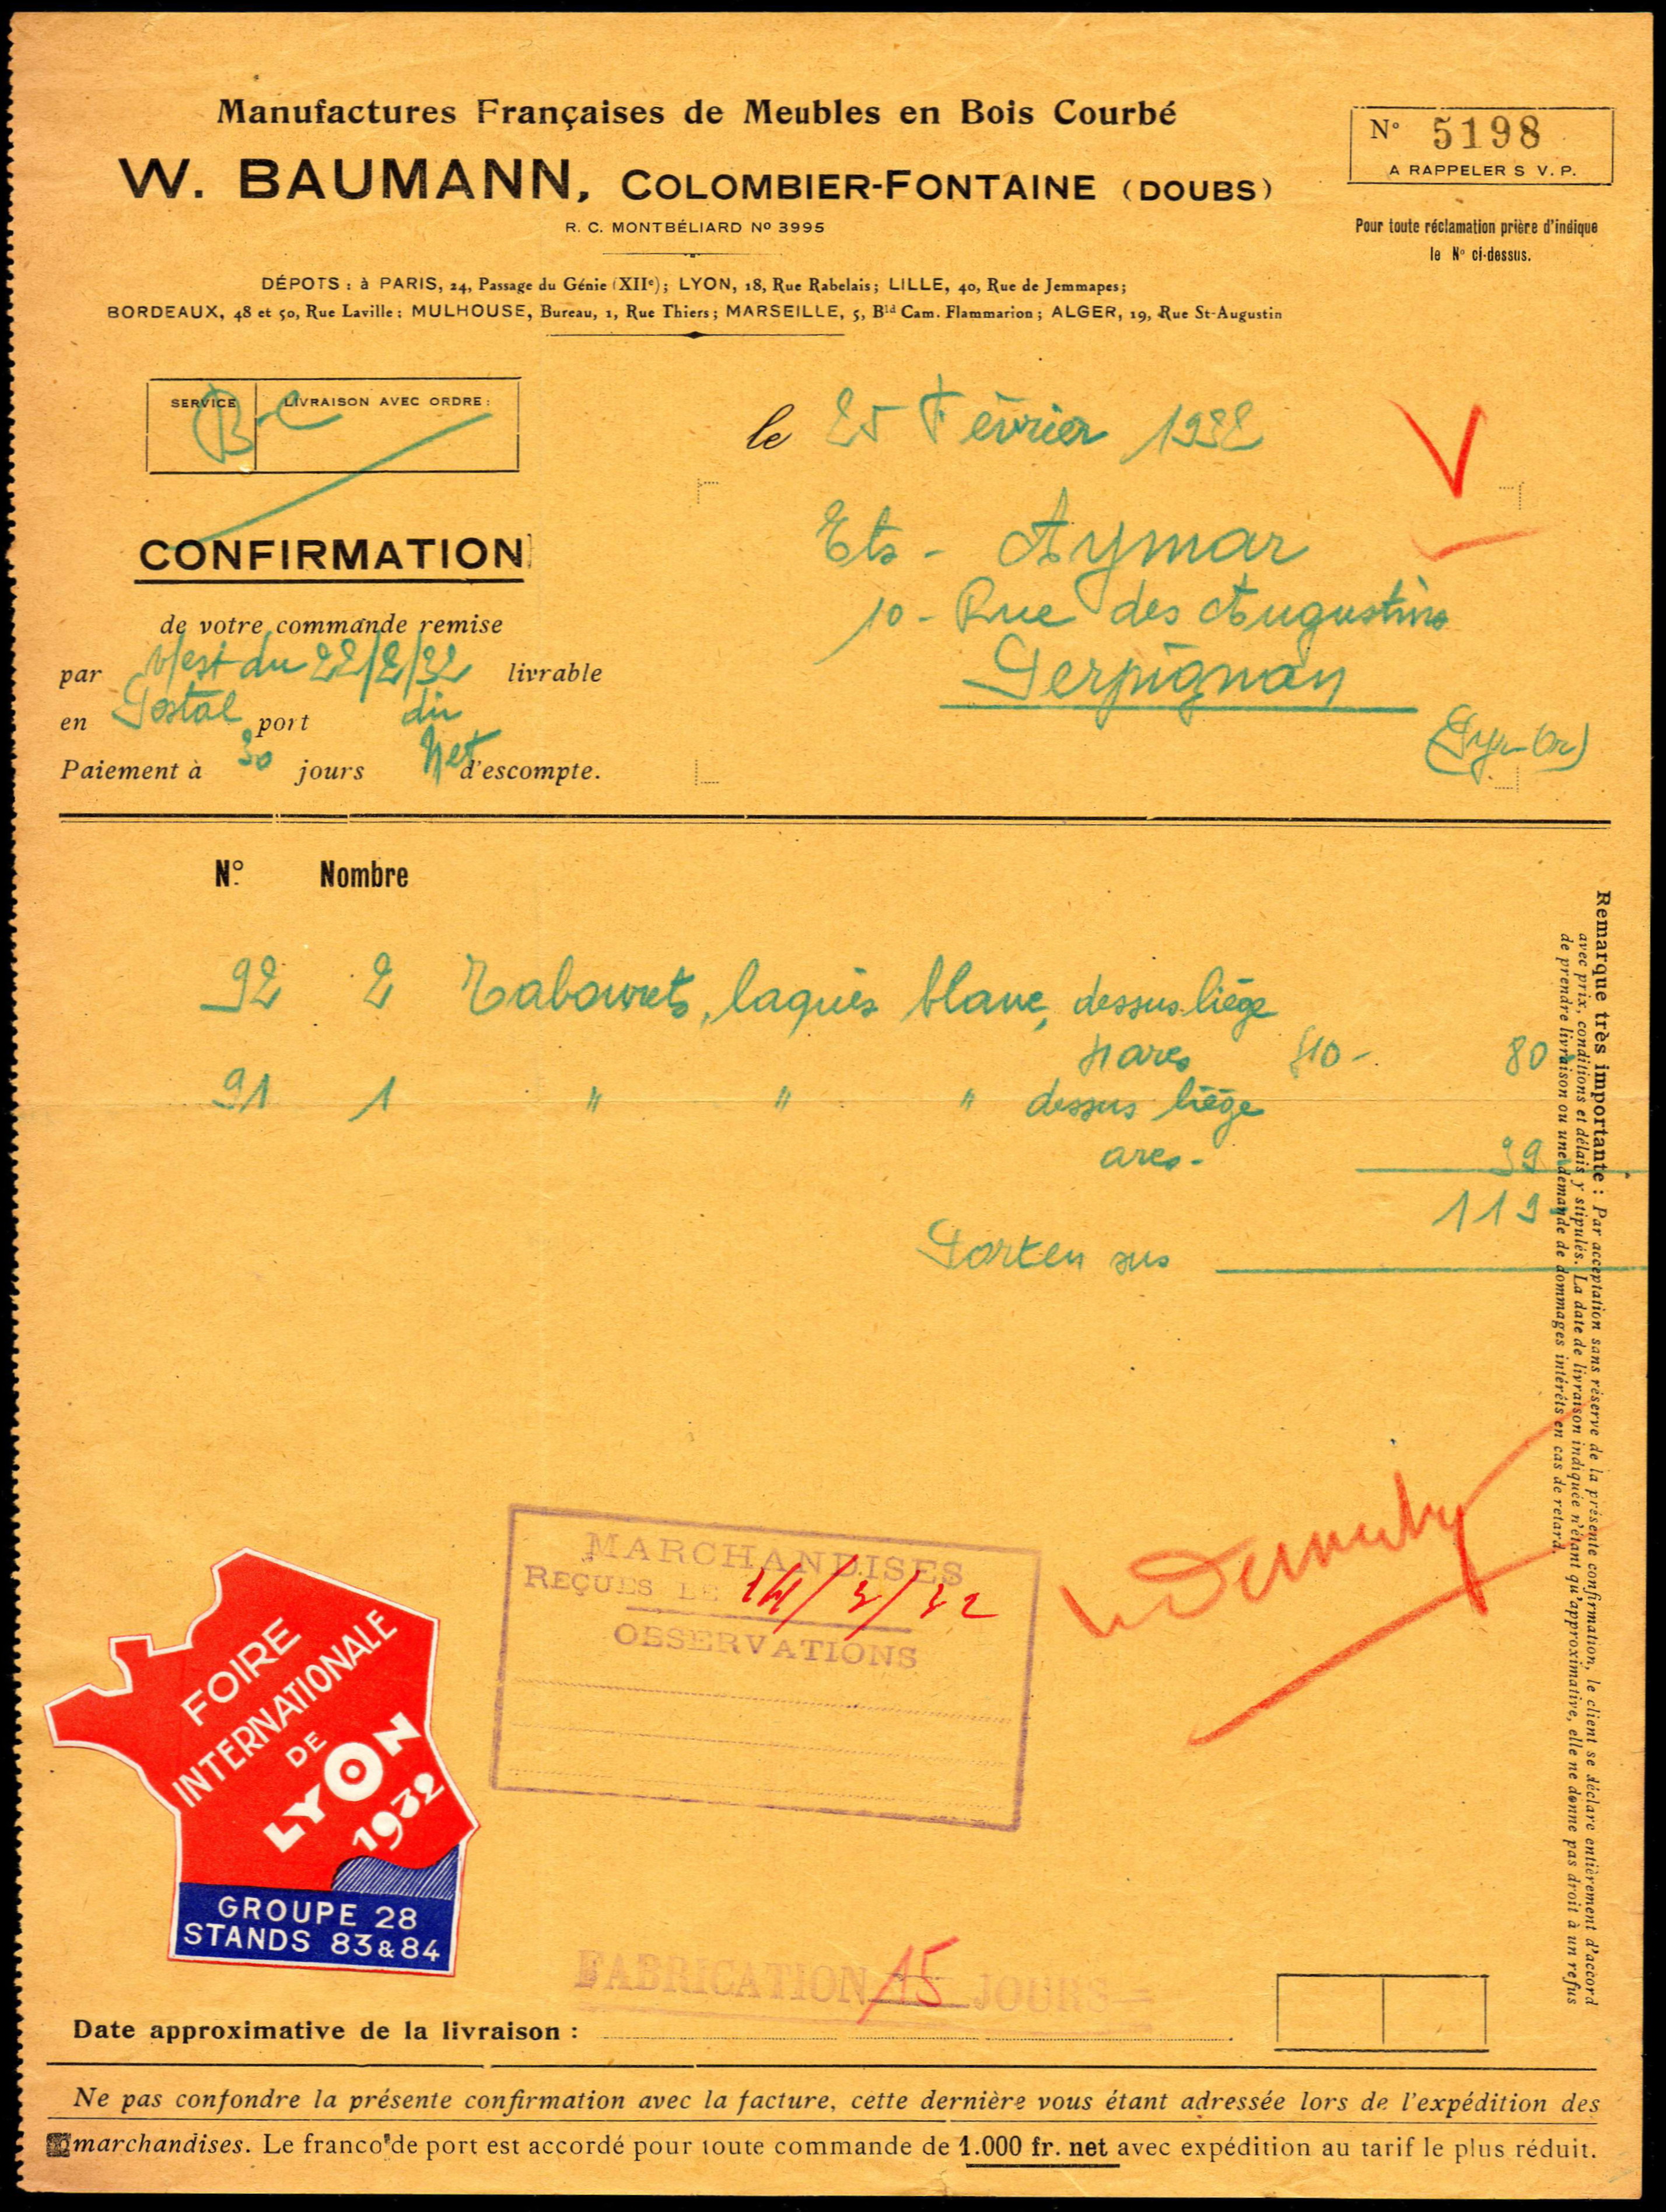 Manufactures Françaises de Meubles en Bois Courbé
W. BAUMANN, COLOMBIER-FONTAINE (DOUBS)
R. C. MONTBÉLIARD Nº 3995
DÉPOTS : à PARIS, 24, Passage du Génie (XIIe); LYON, 18, Rue Rabelais; LILLE, 40, Rue de Jemmapes;
BORDEAUX, 48 et 50, Rue Laville; MULHOUSE, Bureau, 1, Rue Thiers; MARSEILLE, 5, Bld Cam. Flammarion; ALGER, 19, Rue St-Augustin
N° 5198
A RAPPELER S V. P.
Pour toute réclamation prière d'indique
le N° ci-dessus.
SERVICE LIVRAISON AVEC ORDRE :
B-C
le 25 Février 1932
Ets - Aymar
10 - Rue des Augustins
Perpignan
(Pyr-Or)
CONFIRMATION
de votre commande remise
par v/est du 22/2/32 livrable
en Postal port dû
Paiement à 30 jours Net d'escompte.
N° Nombre
92 2 Tabourets, laqués blanc, dessus liège
40 - 80 -
91 1 " " " dessus liège
39 -
119 -
Port en sus
Remarque très importante : Par acceptation sans réserve de la présente confirmation, le client se déclare entièrement d'accord
avec prix, conditions et délais y stipulés. La date de livraison indiquée n'étant qu'approximative, elle ne donne pas droit à un refus
de prendre livraison ou une demande de dommages intérêts en cas de retard.
MARCHANDISES
REÇUES LE 14/3/32
OBSERVATIONS
FOIRE
INTERNATIONALE
DE
LYON
1932
GROUPE 28
STANDS 83 & 84
FABRICATION 15 JOURS
Date approximative de la livraison :
Ne pas confondre la présente confirmation avec la facture, cette dernière vous étant adressée lors de l'expédition des
marchandises. Le franco de port est accordé pour toute commande de 1.000 fr. net avec expédition au tarif le plus réduit.